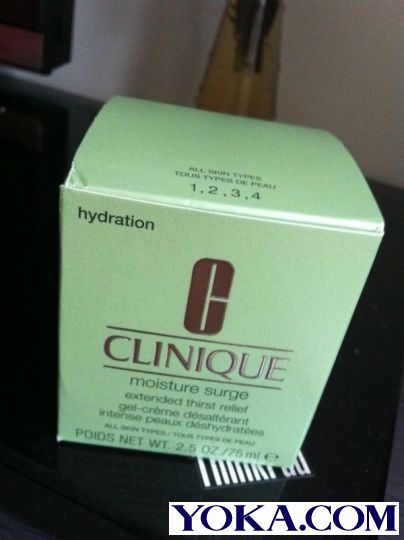 ALL SKIN TYPES
TOUS TYPES DE PEAU
1,2,3,4
hydration
C
CLINIQUE
moisture surge
extended thirst relief
gel-crème désaltérant
intense peaux déshydratées
ALL SKIN TYPES / TOUS TYPES DE PEAU
POIDS NET WT. 2.5 OZ./75 ml ℮
YOKA.COM